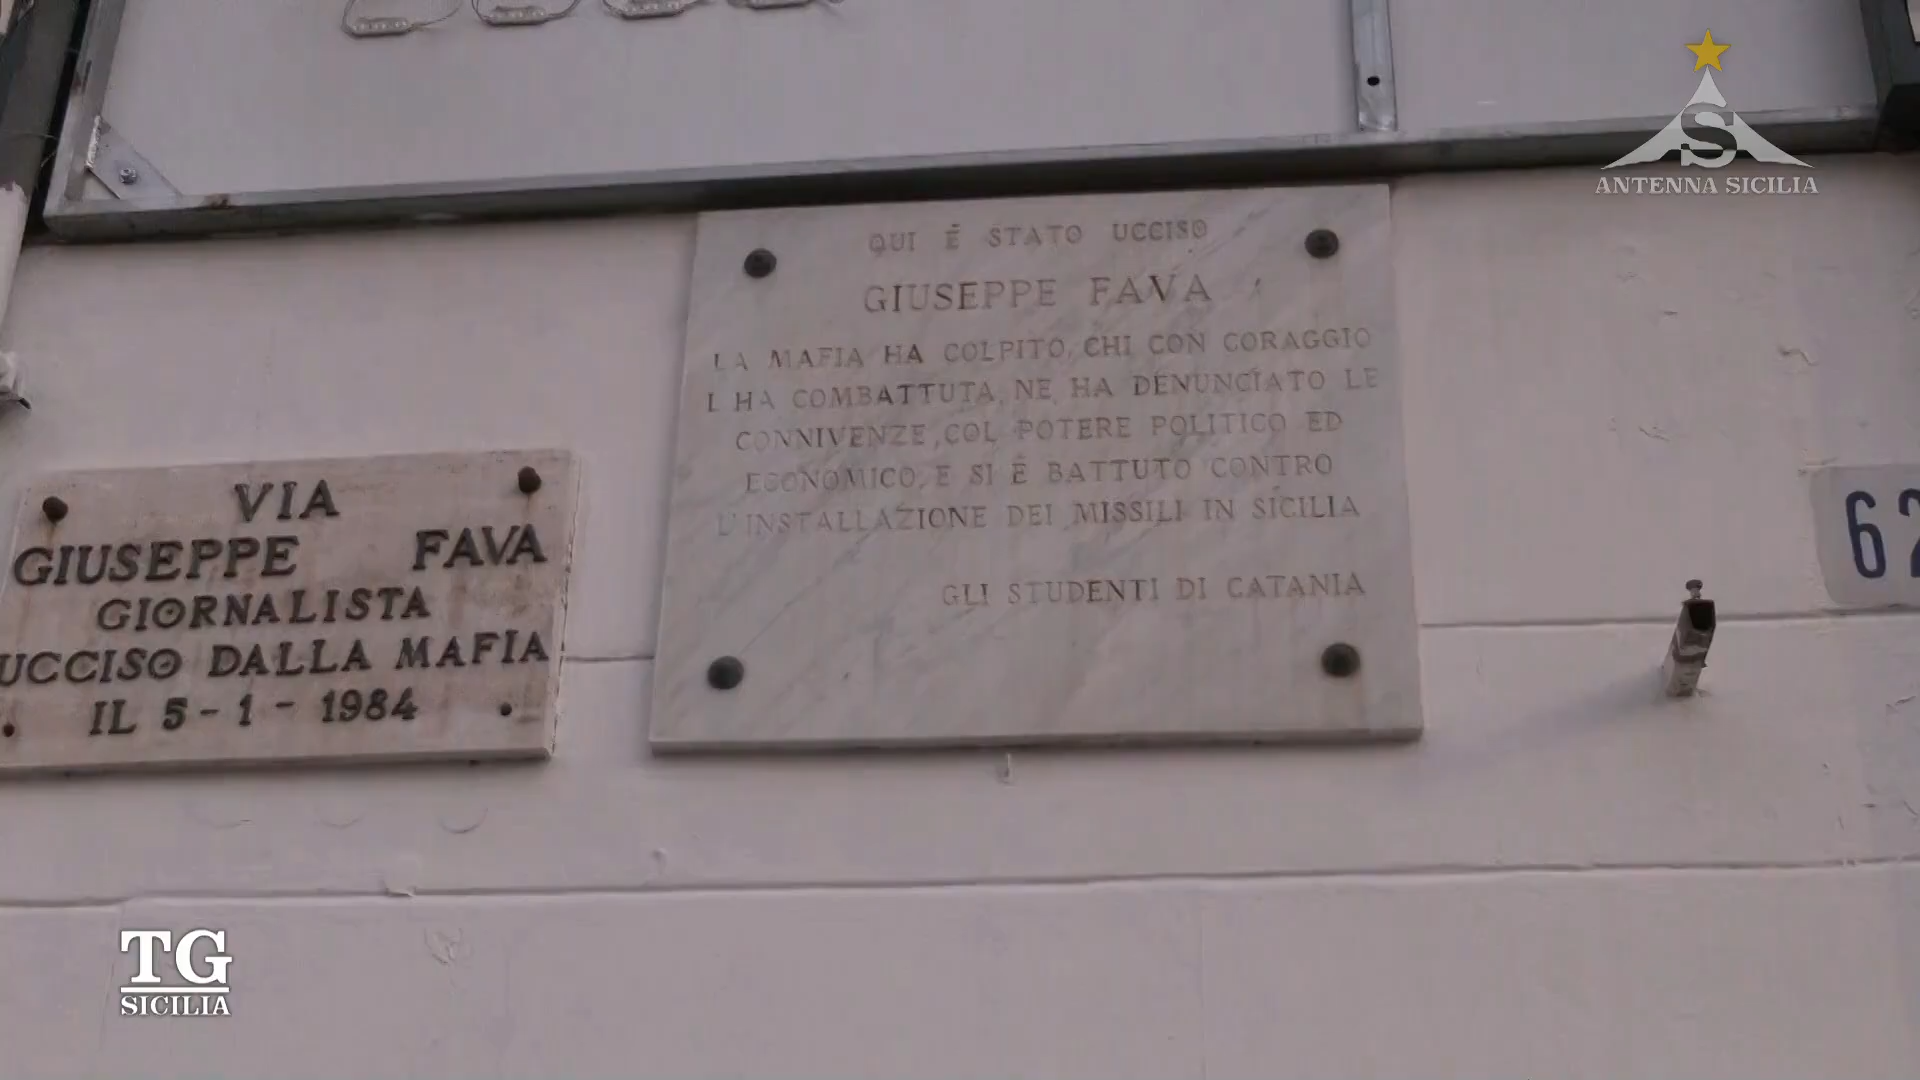 ANTENNA SICILIA
QUI È STATO UCCISO
GIUSEPPE FAVA
LA MAFIA HA COLPITO, CHI CON CORAGGIO
L HA COMBATTUTA, NE HA DENUNCIATO LE
CONNIVENZE, COL POTERE POLITICO ED
ECONOMICO, E SI È BATTUTO CONTRO
L'INSTALLAZIONE DEI MISSILI IN SICILIA
GLI STUDENTI DI CATANIA
VIA
GIUSEPPE FAVA
GIORNALISTA
UCCISO DALLA MAFIA
IL 5-1-1984
62
TG
SICILIA